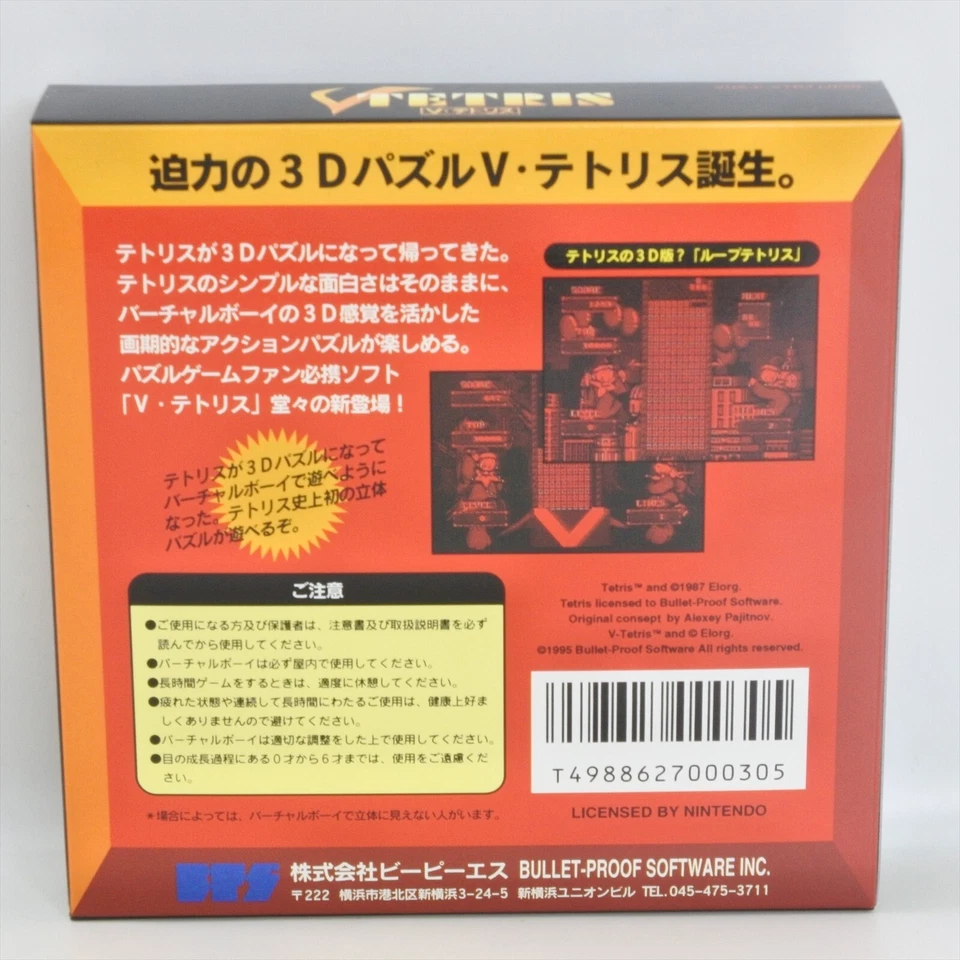 VTETRIS
[V・テトリス]
迫力の3DパズルV・テトリス誕生。
テトリスが3Dパズルになって帰ってきた。
テトリスのシンプルな面白さはそのままに、
バーチャルボーイの3D感覚を活かした
画期的なアクションパズルが楽しめる。
パズルゲームファン必携ソフト
「V・テトリス」堂々の新登場!
テトリスの3D版?「ループテトリス」
SCORE
NEXT
TOP
LEVEL
SCORE
TOP
LEVEL
テトリスが3Dパズルになって
バーチャルボーイで遊べように
なった。テトリス史上初の立体
パズルが遊べるぞ。
ご注意
●ご使用になる方及び保護者は、注意書及び取扱説明書を必ず
読んでから使用してください。
●バーチャルボーイは必ず屋内で使用してください。
●長時間ゲームをするときは、適度に休憩してください。
●疲れた状態や連続して長時間にわたるご使用は、健康上好ま
しくありませんので避けてください。
●バーチャルボーイは適切な調整をした上で使用してください。
●目の成長過程にある0才から6才までは、使用をご遠慮くだ
さい。
*場合によっては、バーチャルボーイで立体に見えない人がいます。
Tetris™ and ©1987 Elorg.
Tetris licensed to Bullet-Proof Software.
Original consept by Alexey Pajitnov.
V-Tetris™ and © Elorg.
©1995 Bullet-Proof Software All rights reserved.
T4988627000305
LICENSED BY NINTENDO
BPS 株式会社ビーピーエス BULLET-PROOF SOFTWARE INC.
〒222 横浜市港北区新横浜3-24-5 新横浜ユニオンビル TEL.045-475-3711